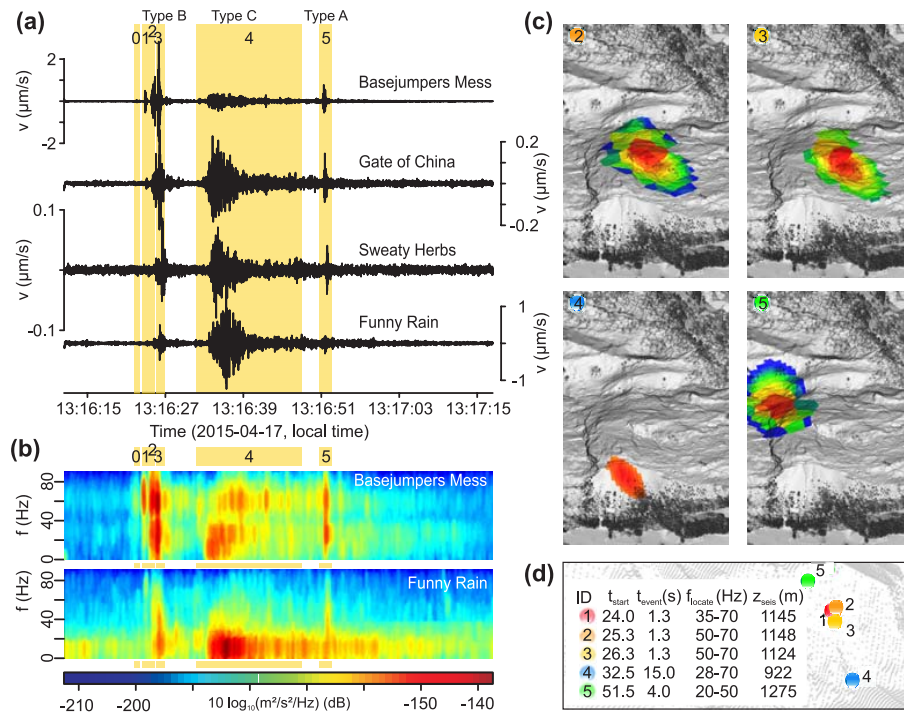 (a)
Type B
Type C
Type A
0 1 2 3
4
5
2
v (µm/s)
-2
Basejumpers Mess
0.2
v (µm/s)
-0.2
Gate of China
0.1
v (µm/s)
-0.1
Sweaty Herbs
1
v (µm/s)
-1
Funny Rain
13:16:15 13:16:27 13:16:39 13:16:51 13:17:03 13:17:15
Time (2015-04-17, local time)
(b)
0 1 2 3
4
5
Basejumpers Mess
80
40
0
f (Hz)
Funny Rain
80
40
0
f (Hz)
-210 -200 10 log10(m²/s²/Hz) (dB) -150 -140
(c)
2
3
4
5
(d)
ID tstart tevent(s) flocate(Hz) zseis(m)
1 24.0 1.3 35-70 1145
2 25.3 1.3 50-70 1148
3 26.3 1.3 50-70 1124
4 32.5 15.0 28-70 922
5 51.5 4.0 20-50 1275
5
2
1
3
4